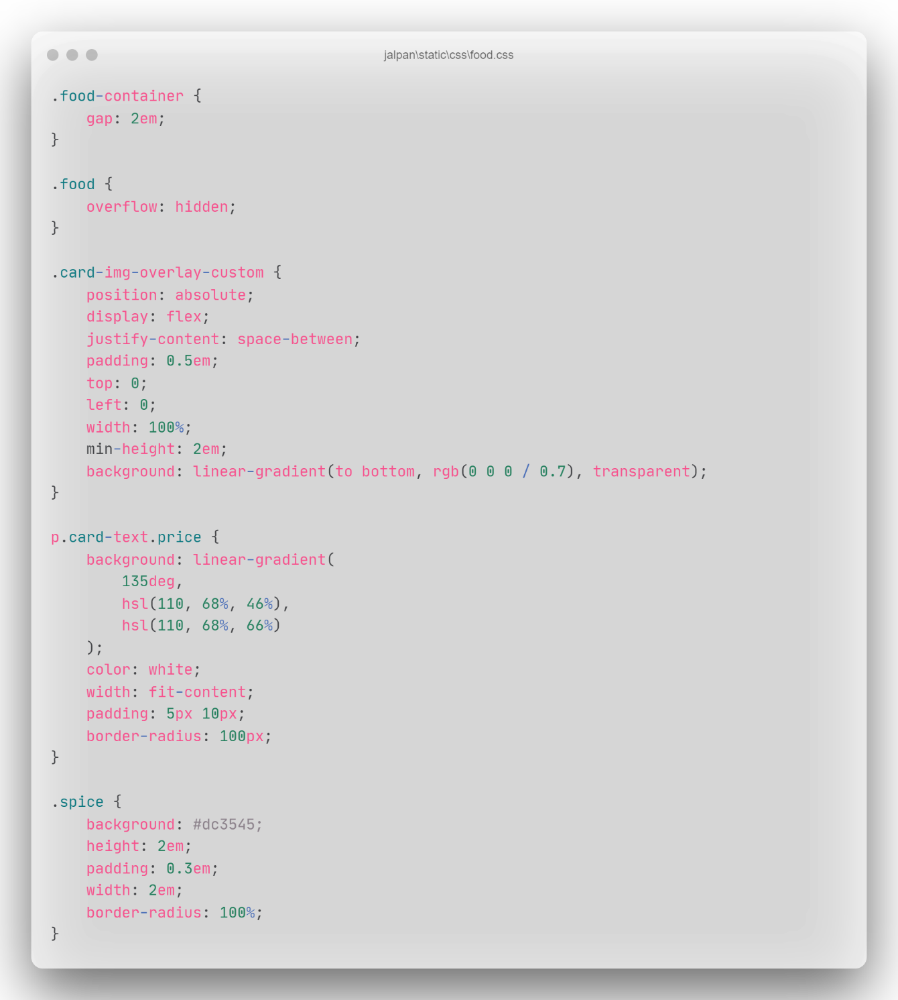 jalpan\static\css\food.css
.food-container {
    gap: 2em;
}

.food {
    overflow: hidden;
}

.card-img-overlay-custom {
    position: absolute;
    display: flex;
    justify-content: space-between;
    padding: 0.5em;
    top: 0;
    left: 0;
    width: 100%;
    min-height: 2em;
    background: linear-gradient(to bottom, rgb(0 0 0 / 0.7), transparent);
}

p.card-text.price {
    background: linear-gradient(
        135deg,
        hsl(110, 68%, 46%),
        hsl(110, 68%, 66%)
    );
    color: white;
    width: fit-content;
    padding: 5px 10px;
    border-radius: 100px;
}

.spice {
    background: #dc3545;
    height: 2em;
    padding: 0.3em;
    width: 2em;
    border-radius: 100%;
}